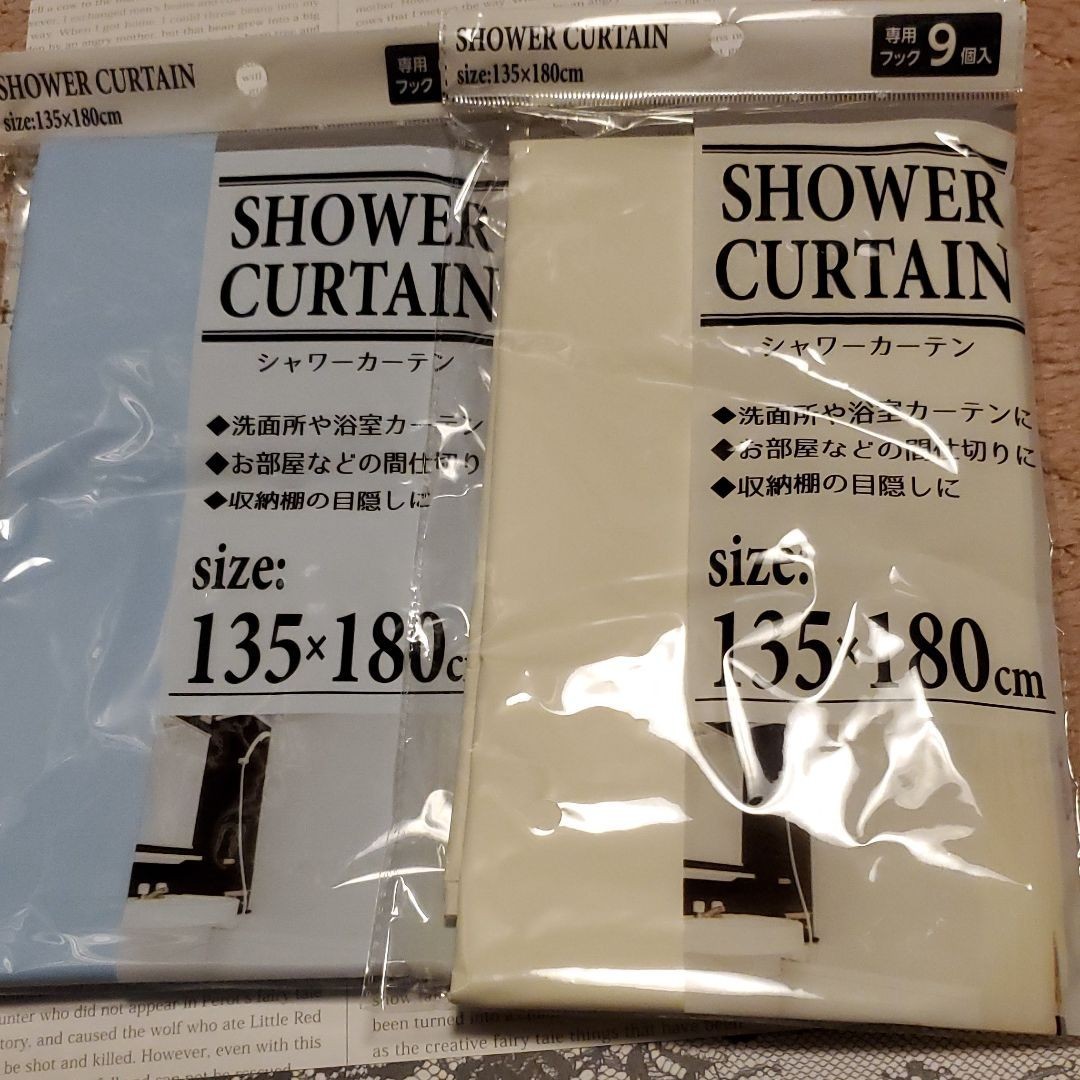 SHOWER CURTAIN
size:135×180cm
専用
フック
SHOWER
CURTAIN
シャワーカーテン
◆洗面所や浴室カーテン
◆お部屋などの間仕切り
◆収納棚の目隠しに
size:
135×180c
SHOWER CURTAIN
size:135×180cm
専用
フック 9個入
SHOWER
CURTAIN
シャワーカーテン
◆洗面所や浴室カーテンに
◆お部屋などの間仕切りに
◆収納棚の目隠しに
size:
135×180cm
who did not appear in Perot's fairy tale
and caused the wolf who ate Little Red
be shot and killed. However, even with this
been turned into a
as the creative fairy tale things that have been